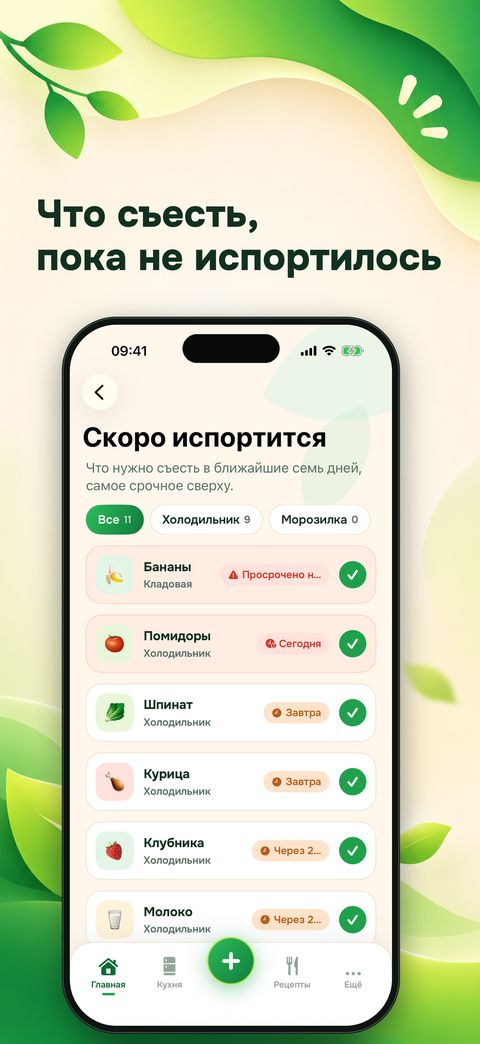 Что съесть,
пока не испортилось
09:41
Скоро испортится
Что нужно съесть в ближайшие семь дней,
самое срочное сверху.
Все 11
Холодильник 9
Морозилка 0
Бананы
Кладовая
Просрочено н...
Помидоры
Холодильник
Сегодня
Шпинат
Холодильник
Завтра
Курица
Холодильник
Завтра
Клубника
Холодильник
Через 2...
Молоко
Холодильник
Через 2...
Главная
Кухня
Рецепты
Ещё